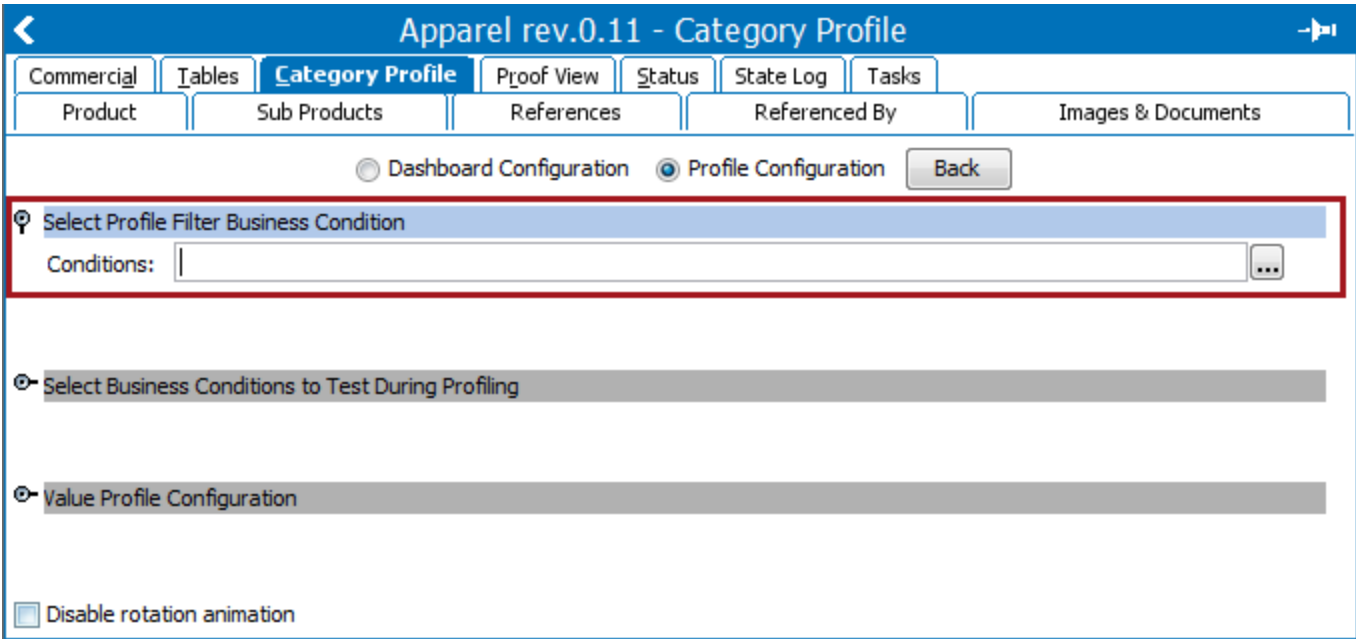 Apparel rev.0.11 - Category Profile
Commercial Tables Category Profile Proof View Status State Log Tasks
Product Sub Products References Referenced By Images & Documents
Dashboard Configuration Profile Configuration Back
Select Profile Filter Business Condition
Conditions: ...
Select Business Conditions to Test During Profiling
Value Profile Configuration
Disable rotation animation